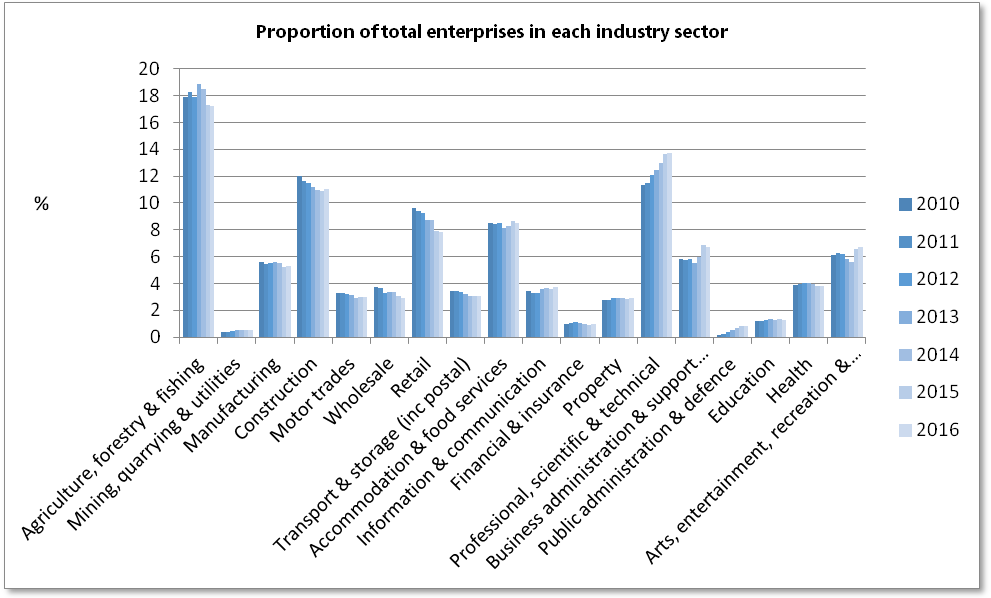 Proportion of total enterprises in each industry sector
20
18
16
14
12
10
8
6
4
2
0
%
Agriculture, forestry & fishing
Mining, quarrying & utilities
Manufacturing
Construction
Motor trades
Wholesale
Retail
Transport & storage (inc postal)
Accommodation & food services
Information & communication
Financial & insurance
Property
Professional, scientific & technical
Business administration & support...
Public administration & defence
Education
Health
Arts, entertainment, recreation &...
2010
2011
2012
2013
2014
2015
2016